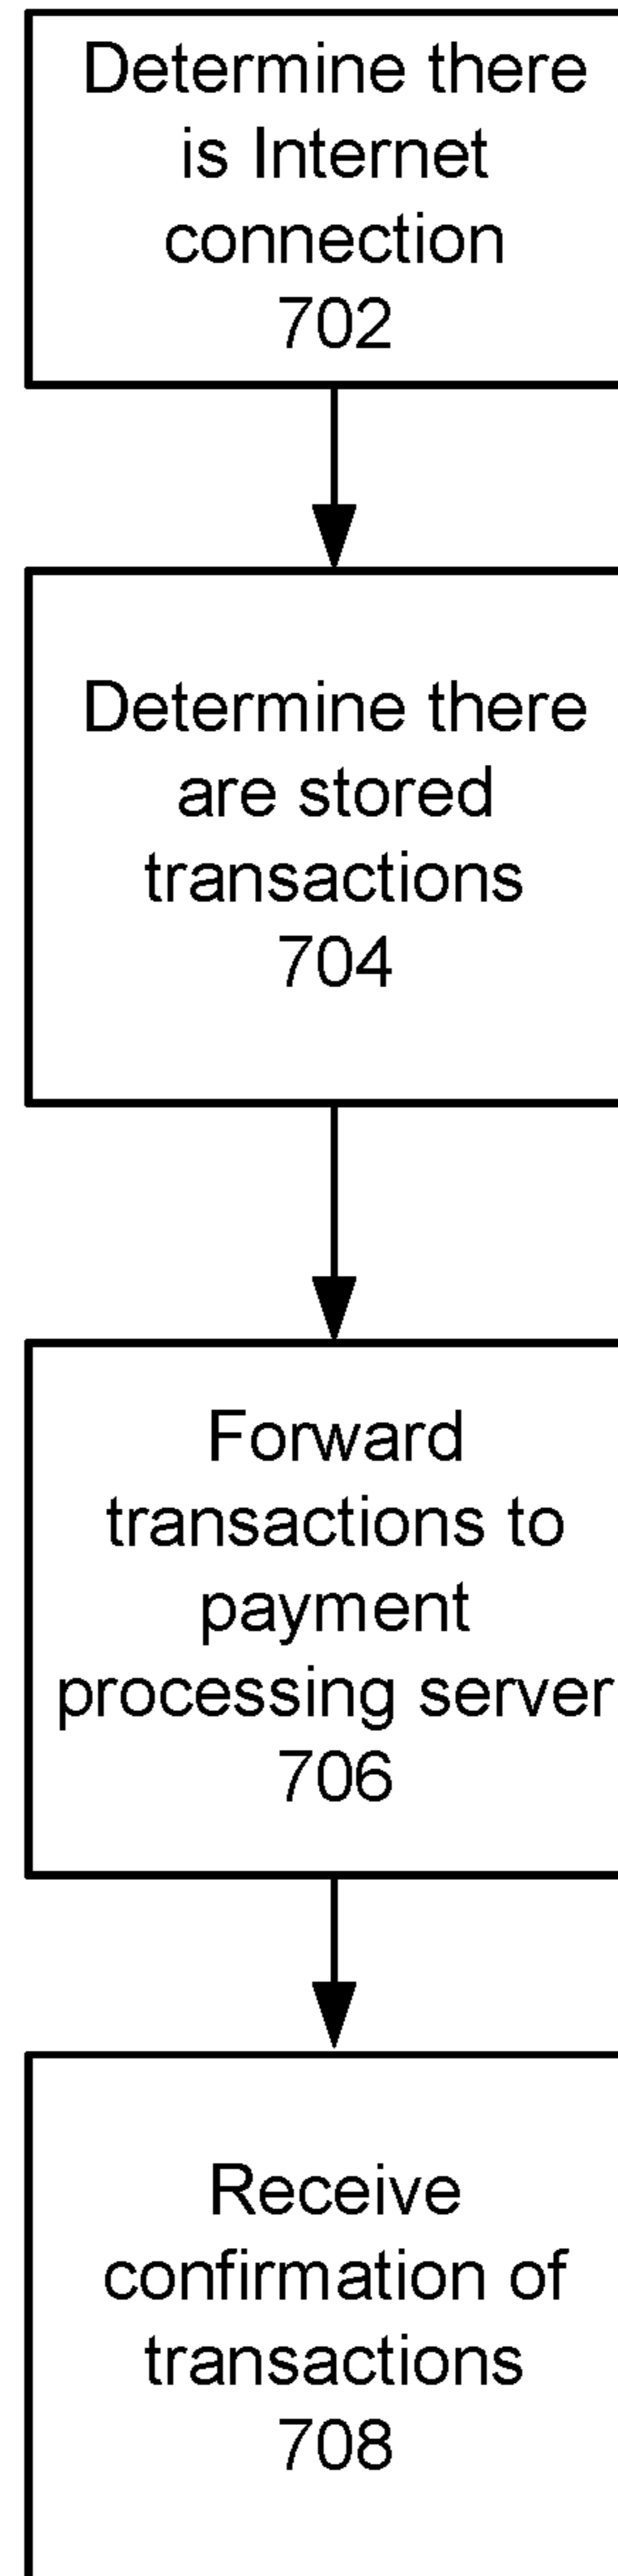 Determine there
is Internet
connection
702
Determine there
are stored
transactions
704
Forward
transactions to
payment
processing server
706
Receive
confirmation of
transactions
708